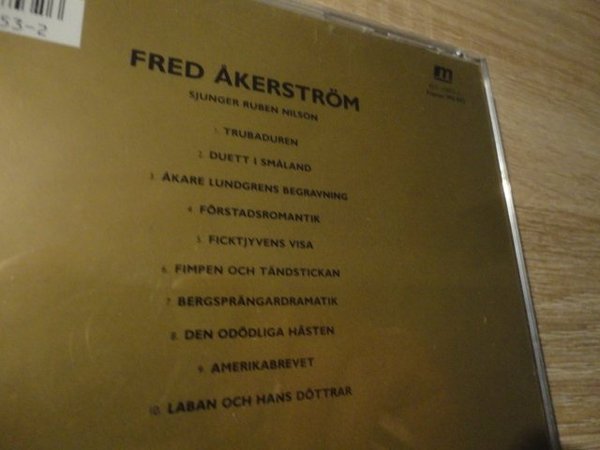 53-2
FRED ÅKERSTRÖM
SJUNGER RUBEN NILSON
1. TRUBADUREN
2. DUETT I SMÅLAND
3. ÅKARE LUNDGRENS BEGRAVNING
4. FÖRSTADSROMANTIK
5. FICKTJYVENS VISA
6. FIMPEN OCH TÄNDSTICKAN
7. BERGSPRÄNGARDRAMATIK
8. DEN ODÖDLIGA HÄSTEN
9. AMERIKABREVET
10. LABAN OCH HANS DÖTTRAR